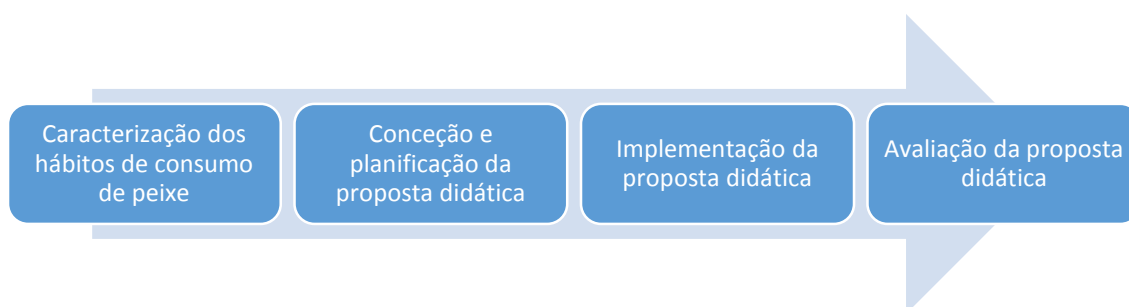 Caracterização dos
hábitos de consumo
de peixe
Conceção e
planificação da
proposta didática
Implementação da
proposta didática
Avaliação da proposta
didática